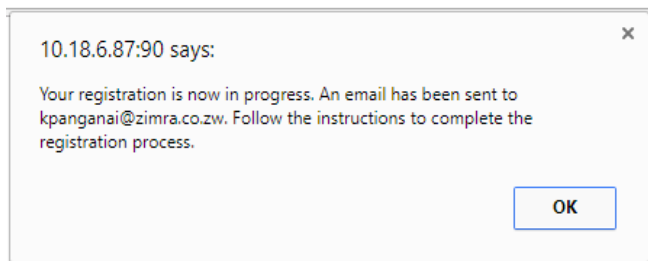 10.18.6.87:90 says:
Your registration is now in progress. An email has been sent to
kpanganai@zimra.co.zw. Follow the instructions to complete the
registration process.
OK